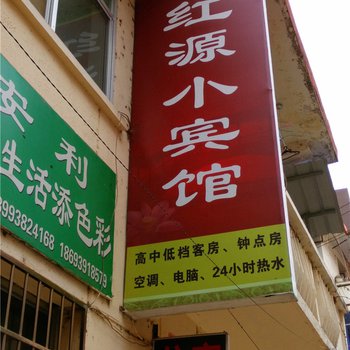 红源小宾馆
高中低档客房、钟点房
空调、电脑、24小时热水
安利
生活添色彩
8993824168 18693918579